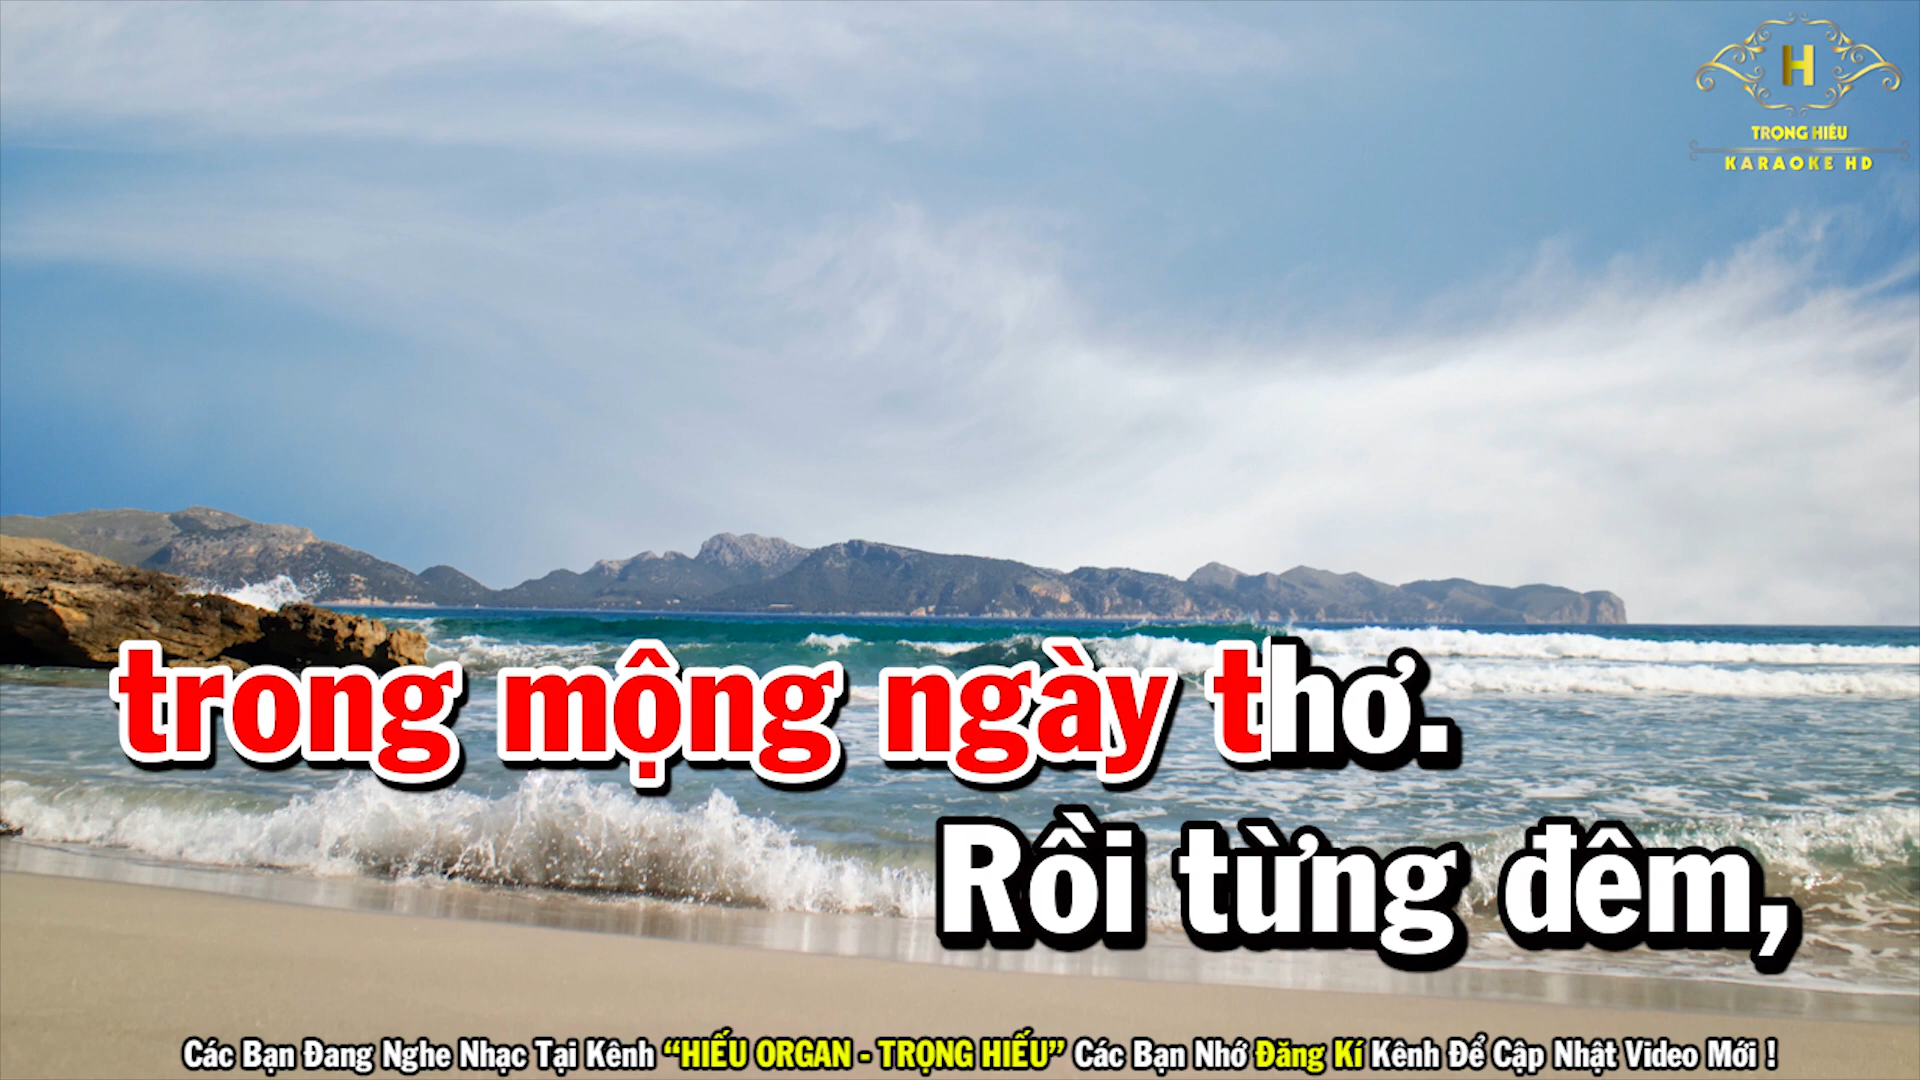 H
TRỌNG HIẾU
KARAOKE HD
trong mộng ngày thơ.
Rồi từng đêm,
Các Bạn Đang Nghe Nhạc Tại Kênh “HIẾU ORGAN - TRỌNG HIẾU” Các Bạn Nhớ Đăng Kí Kênh Để Cập Nhật Video Mới !